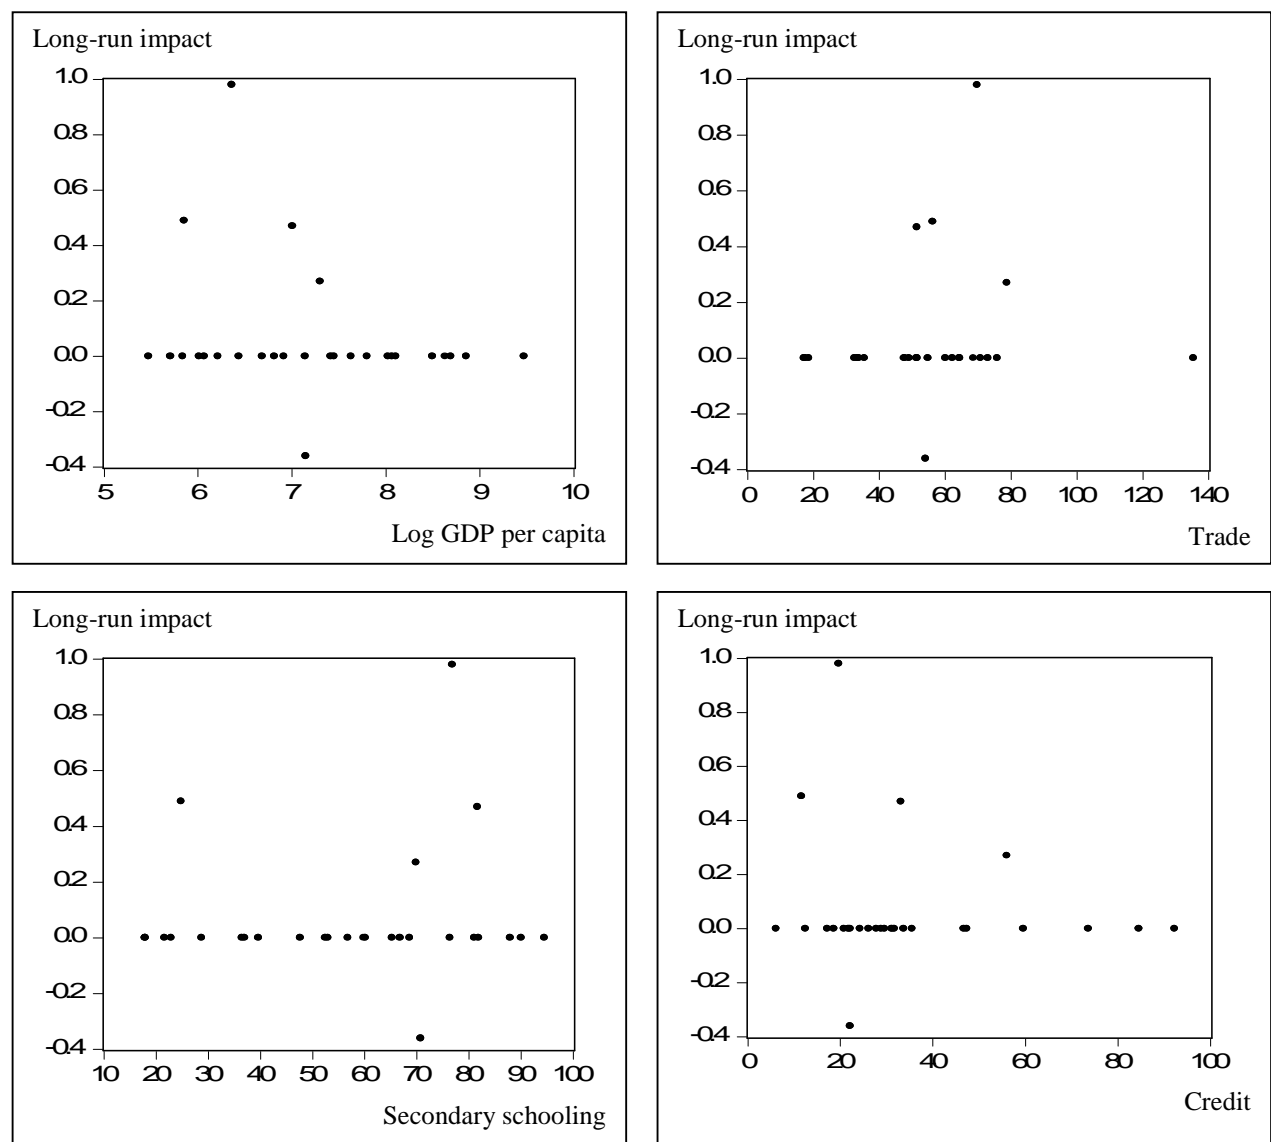 Long-run impact
1.0
0.8
0.6
0.4
0.2
0.0
-0.2
-0.4
5 6 7 8 9 10
Log GDP per capita
Long-run impact
1.0
0.8
0.6
0.4
0.2
0.0
-0.2
-0.4
0 20 40 60 80 100 120 140
Trade
Long-run impact
1.0
0.8
0.6
0.4
0.2
0.0
-0.2
-0.4
10 20 30 40 50 60 70 80 90 100
Secondary schooling
Long-run impact
1.0
0.8
0.6
0.4
0.2
0.0
-0.2
-0.4
0 20 40 60 80 100
Credit